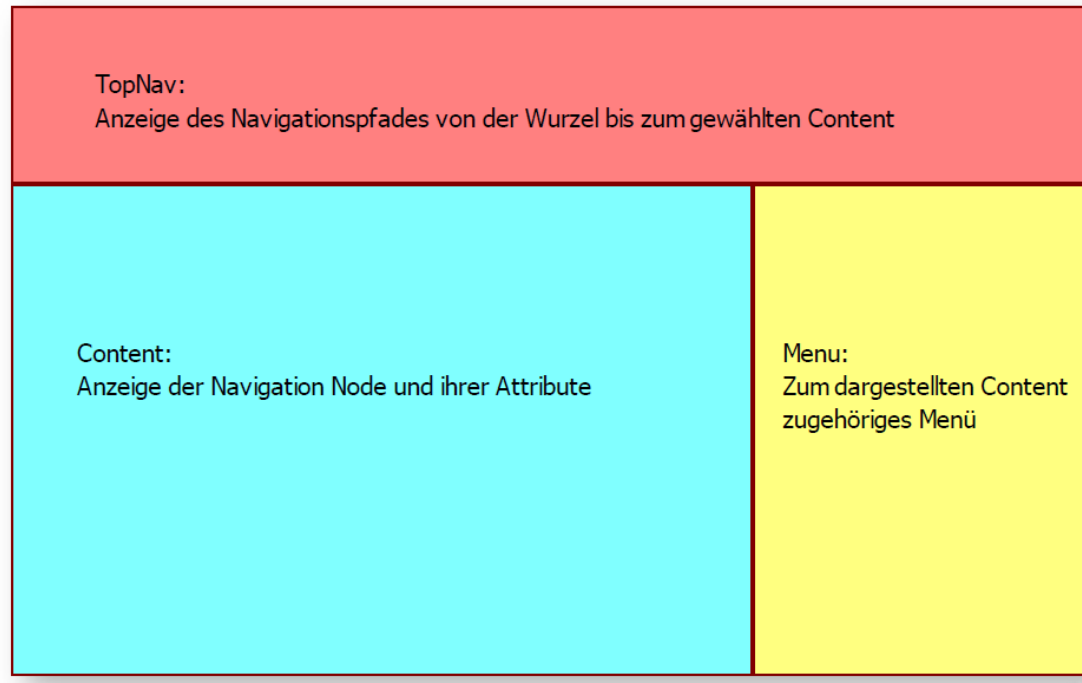 TopNav:
Anzeige des Navigationspfades von der Wurzel bis zum gewählten Content
Content:
Anzeige der Navigation Node und ihrer Attribute
Menu:
Zum dargestellten Content
zugehöriges Menü